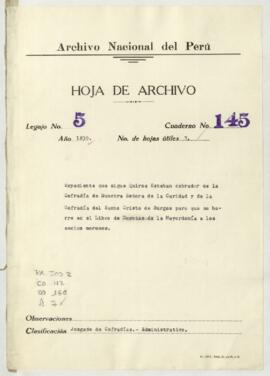 Archivo Nacional del Perú
HOJA DE ARCHIVO
Legajo No. 5 Cuaderno No. 145
Año 1830. No. de hojas útiles
Expediente que sigue Quiros Esteban cobrador de la
Cofradía de Nuestra Señora de la Caridad y de la
Cofradía del Santo Cristo de Burgos para que se bo-
rre en el Libro de de la Mayordomía a los
socios morosos.
Observaciones
Clasificación Juzgado de Cofradías.- Administrativo.